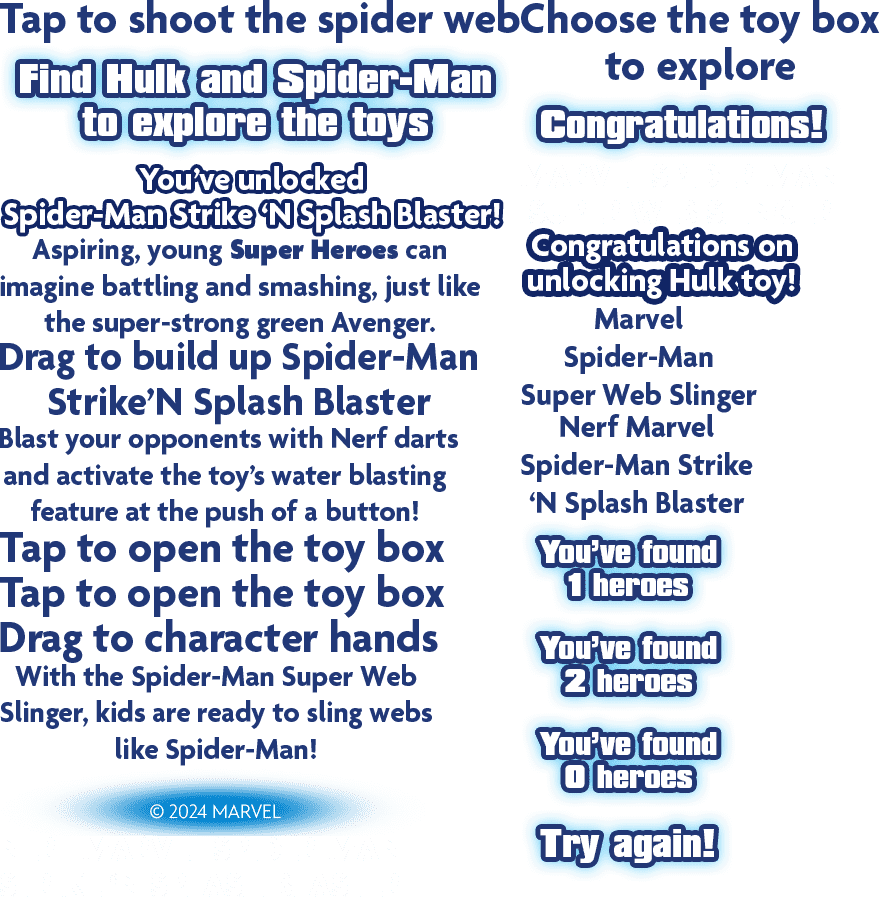 Tap to shoot the spider web
Find Hulk and Spider-Man
to explore the toys
You've unlocked
Spider-Man Strike ‘N Splash Blaster!
Aspiring, young Super Heroes can
imagine battling and smashing, just like
the super-strong green Avenger.
Drag to build up Spider-Man
Strike’N Splash Blaster
Blast your opponents with Nerf darts
and activate the toy’s water blasting
feature at the push of a button!
Tap to open the toy box
Tap to open the toy box
Drag to character hands
With the Spider-Man Super Web
Slinger, kids are ready to sling webs
like Spider-Man!
© 2024 MARVEL
Choose the toy box
to explore
Congratulations!
Congratulations on
unlocking Hulk toy!
Marvel
Spider-Man
Super Web Slinger
Nerf Marvel
Spider-Man Strike
‘N Splash Blaster
You’ve found
1 heroes
You’ve found
2 heroes
You’ve found
0 heroes
Try again!